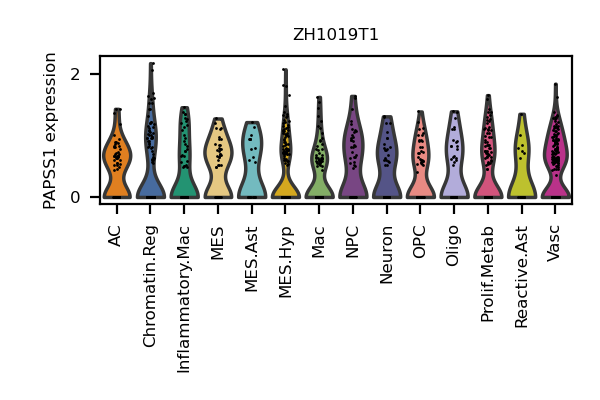 ZH1019T1
PAPSS1 expression
2
0
AC
Chromatin.Reg
Inflammatory.Mac
MES
MES.Ast
MES.Hyp
Mac
NPC
Neuron
OPC
Oligo
Prolif.Metab
Reactive.Ast
Vasc